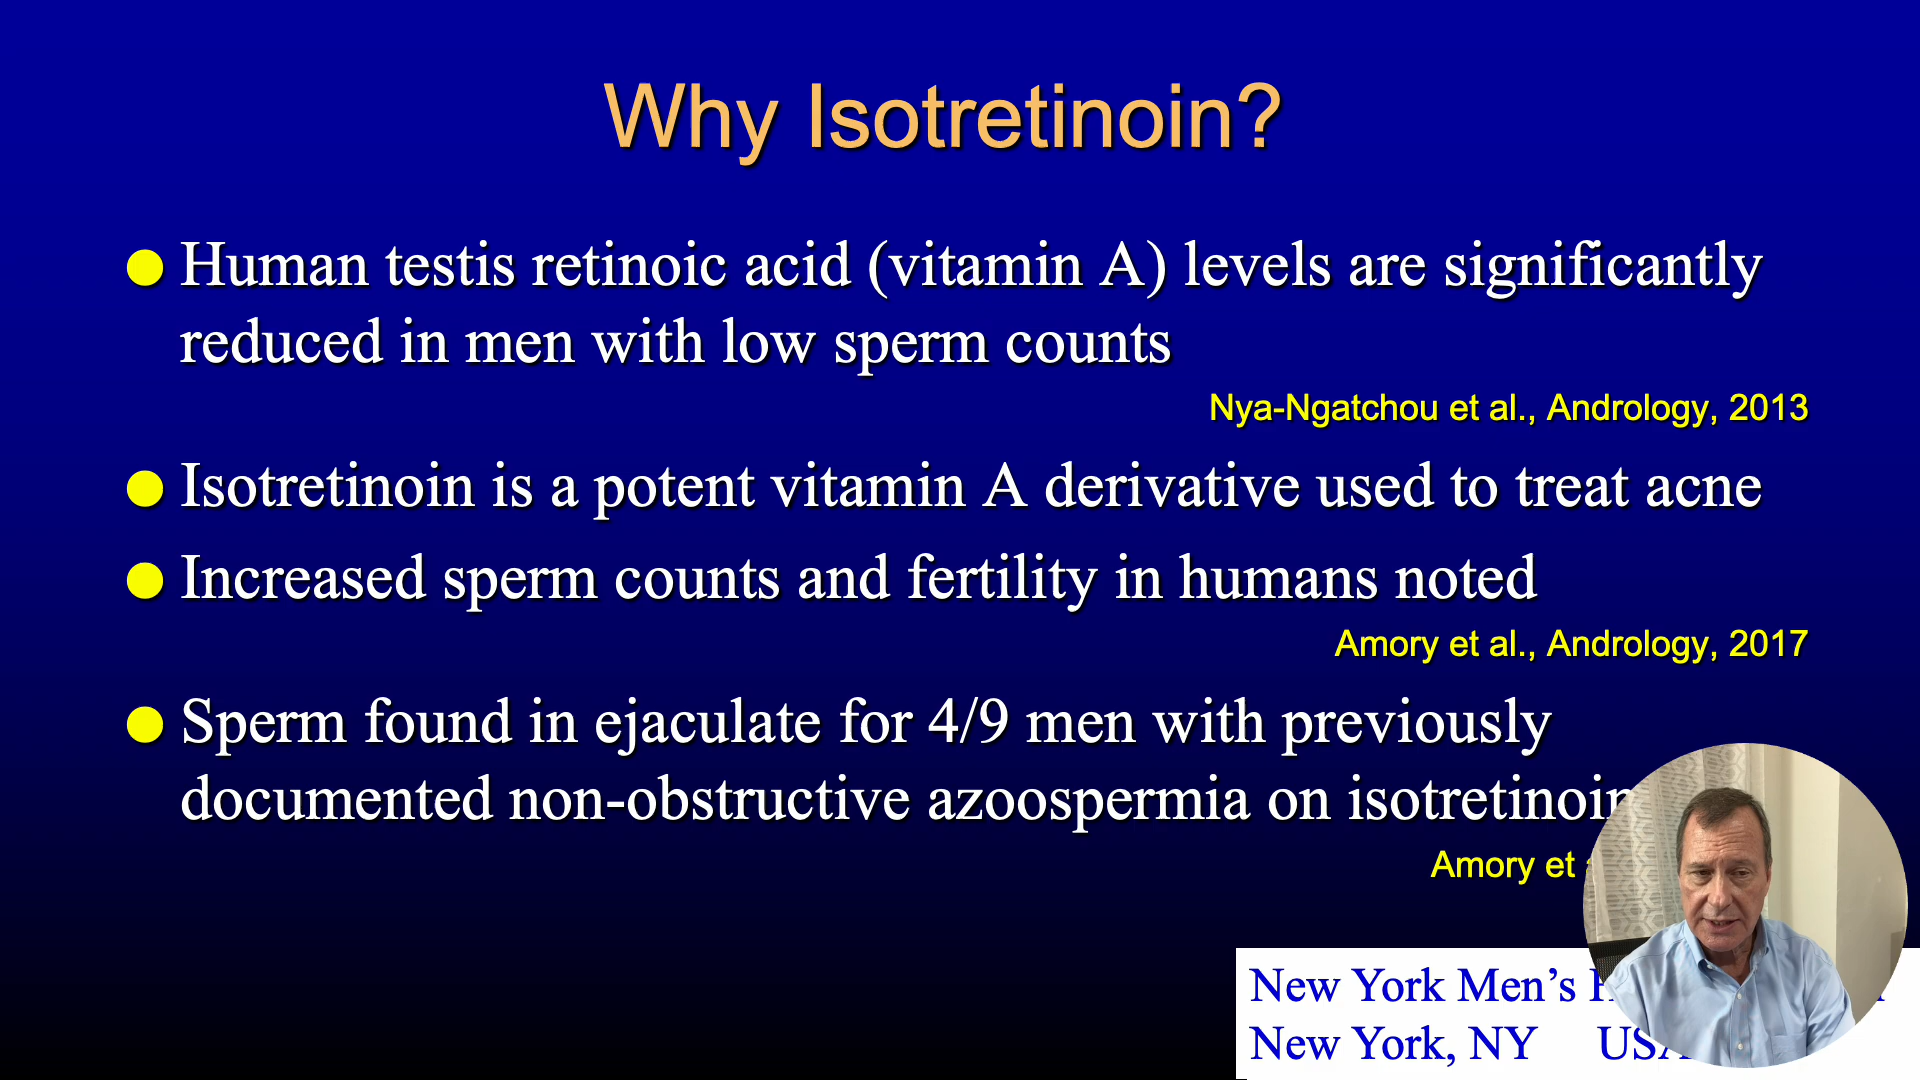 Why Isotretinoin?
Human testis retinoic acid (vitamin A) levels are significantly
reduced in men with low sperm counts
Nya-Ngatchou et al., Andrology, 2013
Isotretinoin is a potent vitamin A derivative used to treat acne
Increased sperm counts and fertility in humans noted
Amory et al., Andrology, 2017
Sperm found in ejaculate for 4/9 men with previously
documented non-obstructive azoospermia on isotretinoin
Amory et
New York Men’s
New York, NY USA